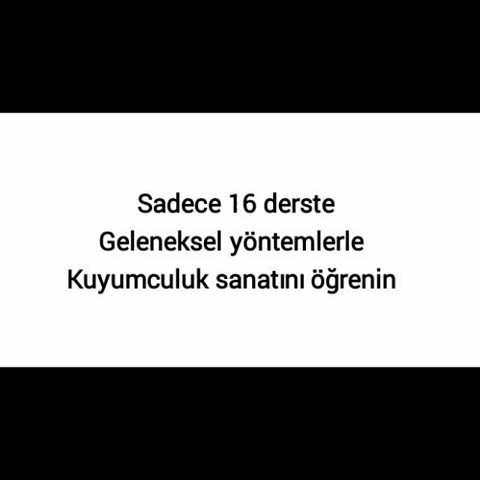 Sadece 16 derste
Geleneksel yöntemlerle
Kuyumculuk sanatını öğrenin